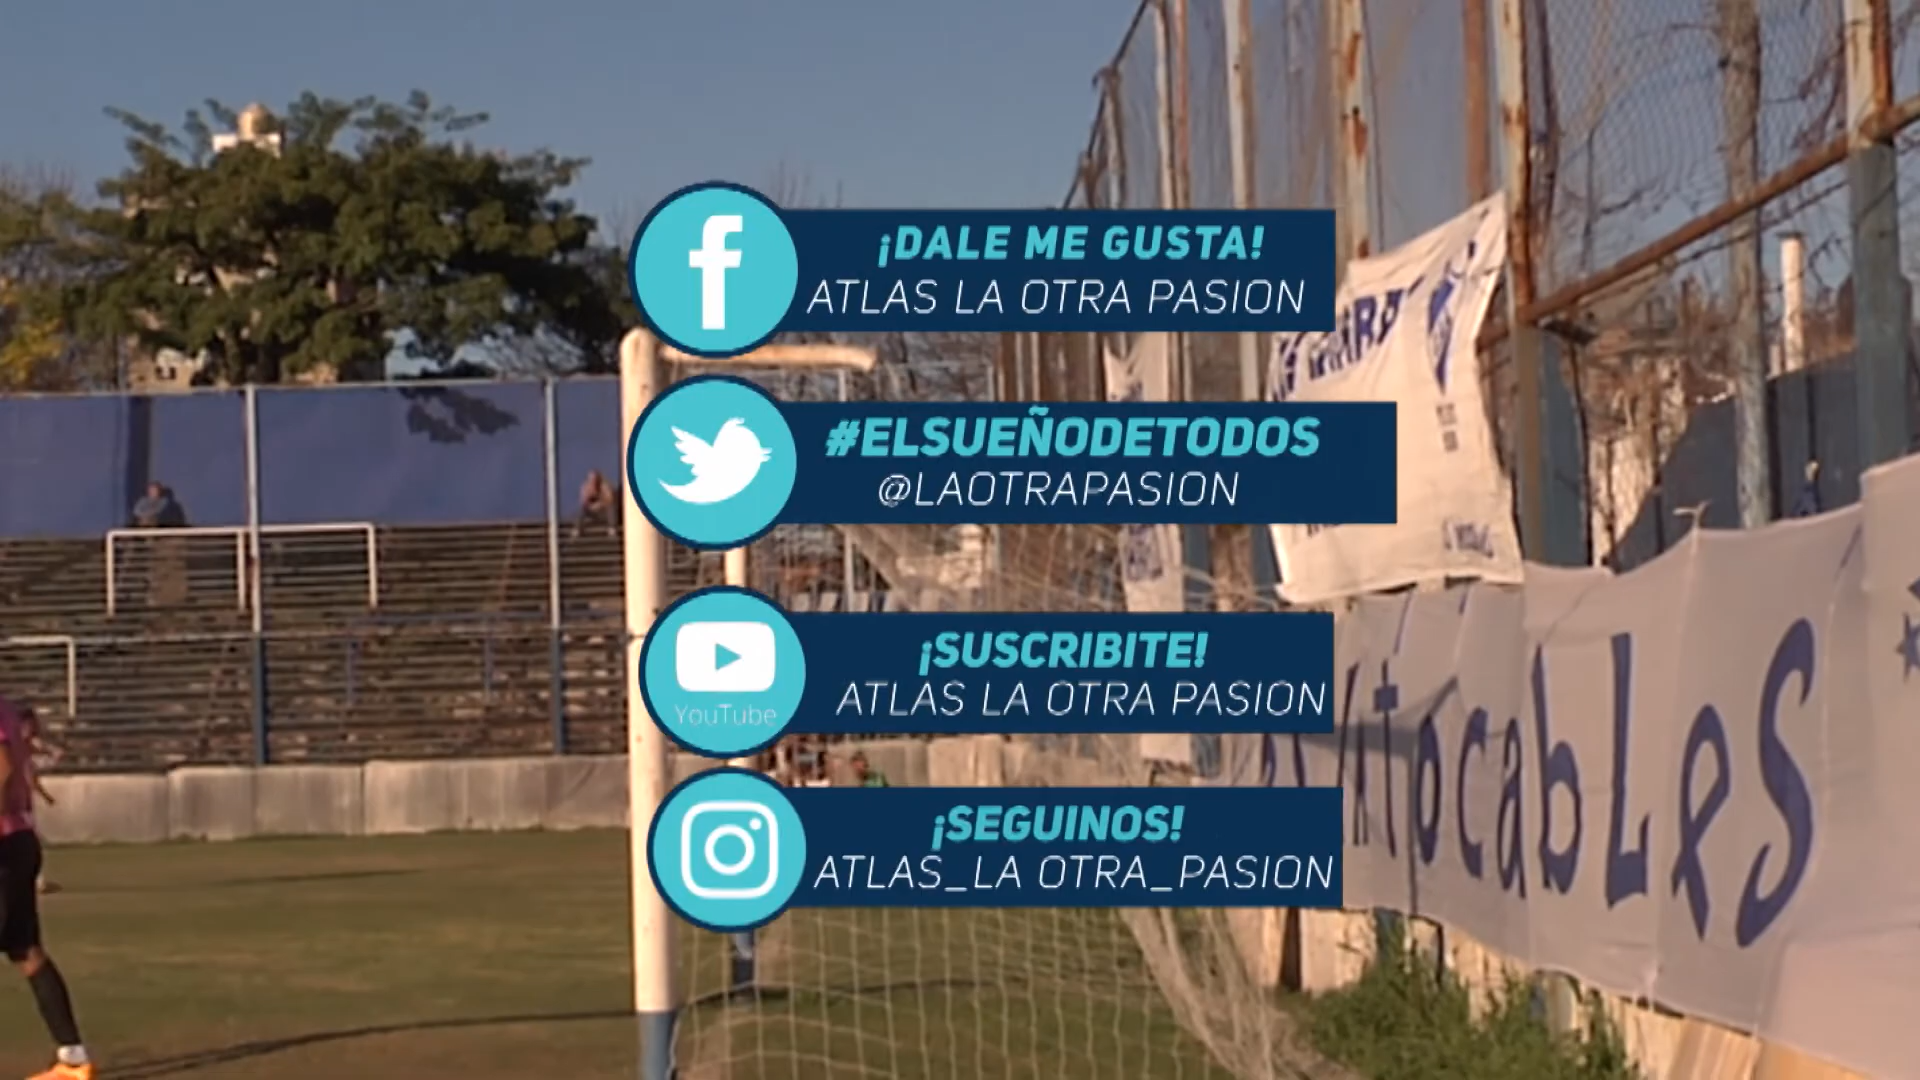 ¡DALE ME GUSTA!
ATLAS LA OTRA PASION
#ELSUEÑODETODOS
@LAOTRAPASION
¡SUSCRIBITE!
ATLAS LA OTRA PASION
YouTube
¡SEGUINOS!
ATLAS_LA OTRA_PASION